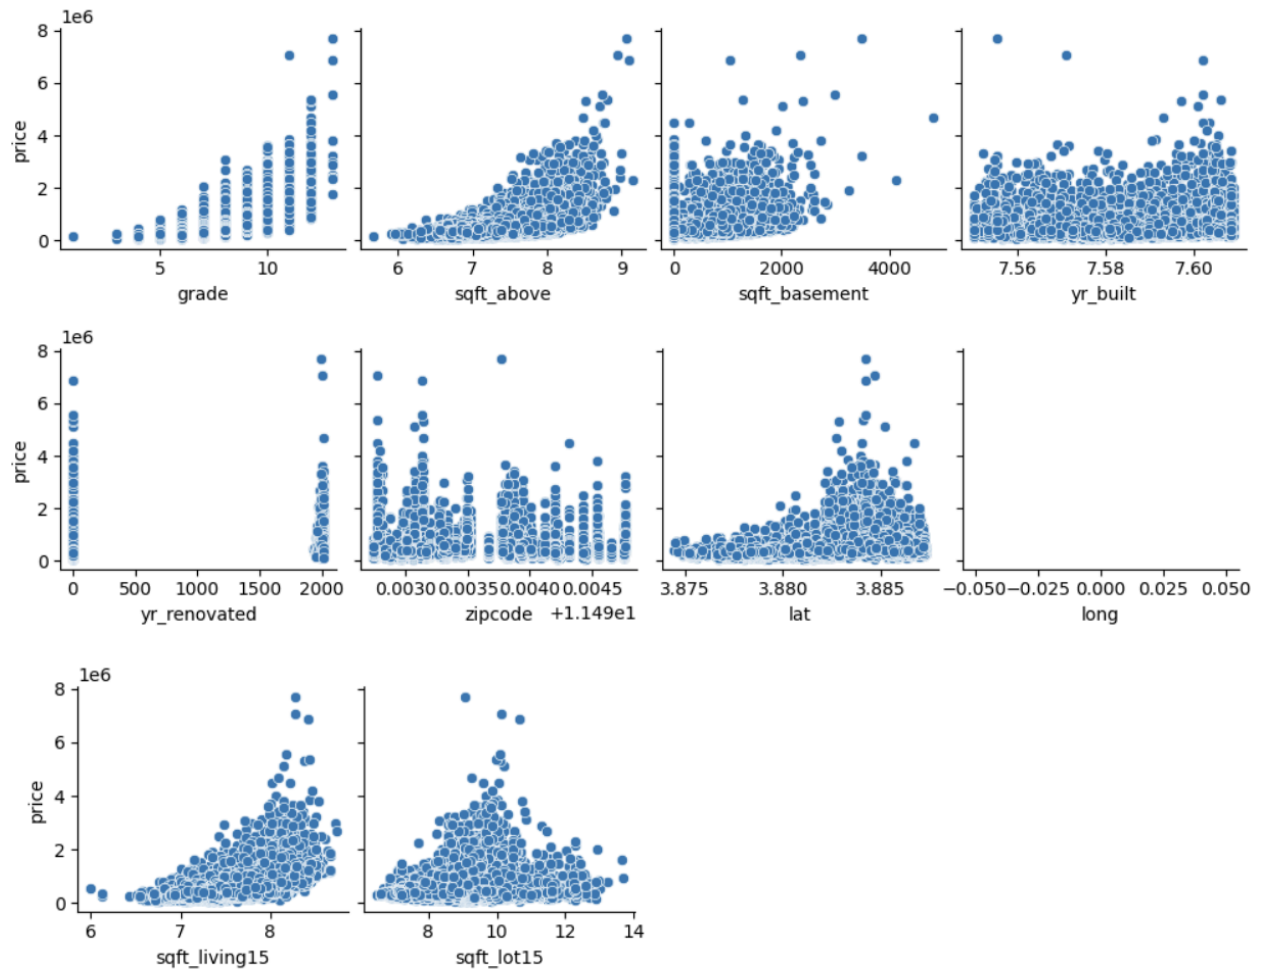 1e6
8
6
4
2
0
price
5 10
grade
6 7 8 9
sqft_above
0 2000 4000
sqft_basement
7.56 7.58 7.60
yr_built
1e6
8
6
4
2
0
price
0 500 1000 1500 2000
yr_renovated
0.0030 0.0035 0.0040 0.0045
zipcode +1.149e1
3.875 3.880 3.885
lat
−0.050 −0.025 0.000 0.025 0.050
long
1e6
8
6
4
2
0
price
6 7 8
sqft_living15
8 10 12 14
sqft_lot15